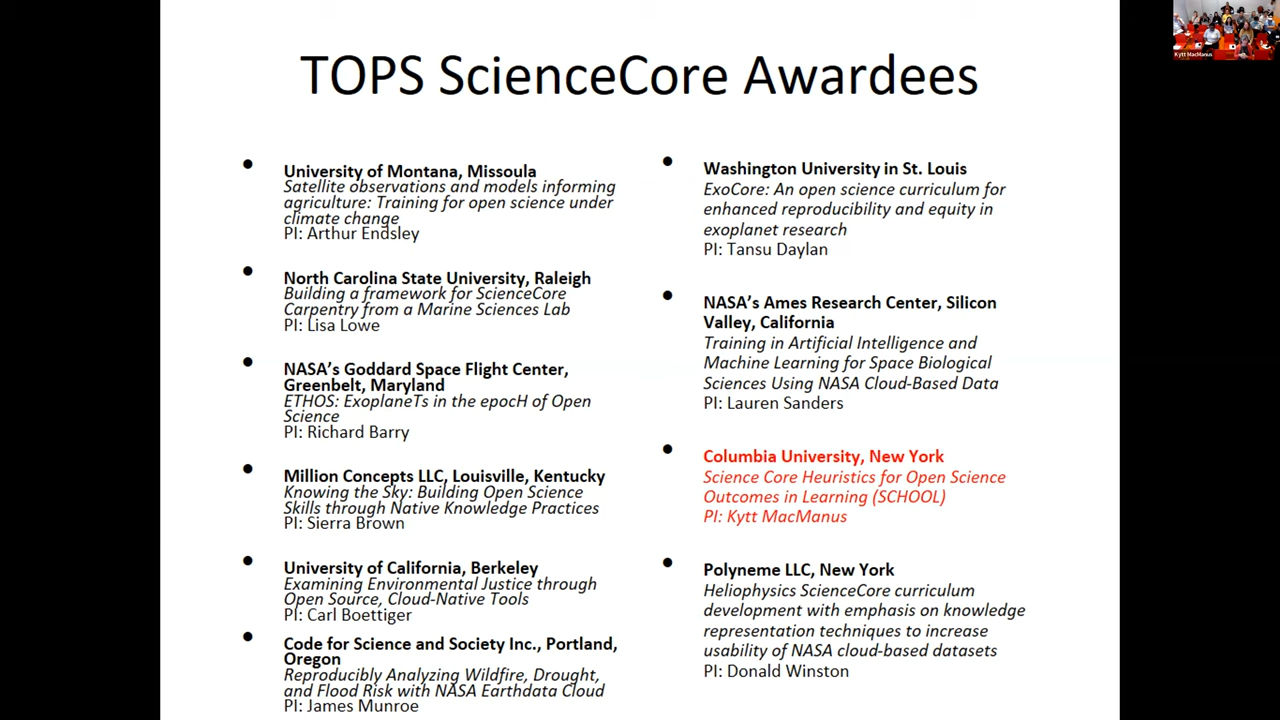 TOPS ScienceCore Awardees
University of Montana, Missoula
Satellite observations and models informing
agriculture: Training for open science under
climate change
PI: Arthur Endsley
North Carolina State University, Raleigh
Building a framework for ScienceCore
Carpentry from a Marine Sciences Lab
PI: Lisa Lowe
NASA’s Goddard Space Flight Center,
Greenbelt, Maryland
ETHOS: ExoplaneTs in the epocH of Open
Science
PI: Richard Barry
Million Concepts LLC, Louisville, Kentucky
Knowing the Sky: Building Open Science
Skills through Native Knowledge Practices
PI: Sierra Brown
University of California, Berkeley
Examining Environmental Justice through
Open Source, Cloud-Native Tools
PI: Carl Boettiger
Code for Science and Society Inc., Portland,
Oregon
Reproducibly Analyzing Wildfire, Drought,
and Flood Risk with NASA Earthdata Cloud
PI: James Munroe
Washington University in St. Louis
ExoCore: An open science curriculum for
enhanced reproducibility and equity in
exoplanet research
PI: Tansu Daylan
NASA’s Ames Research Center, Silicon
Valley, California
Training in Artificial Intelligence and
Machine Learning for Space Biological
Sciences Using NASA Cloud-Based Data
PI: Lauren Sanders
Columbia University, New York
Science Core Heuristics for Open Science
Outcomes in Learning (SCHOOL)
PI: Kytt MacManus
Polyneme LLC, New York
Heliophysics ScienceCore curriculum
development with emphasis on knowledge
representation techniques to increase
usability of NASA cloud-based datasets
PI: Donald Winston
Kytt MacManus